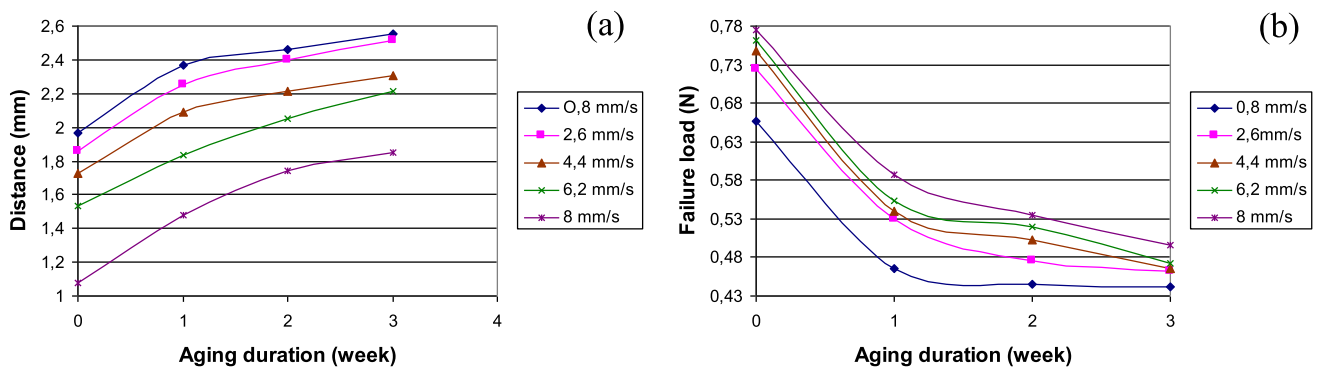 (a)
Distance (mm)
2,6
2,4
2,2
2
1,8
1,6
1,4
1,2
1
0 1 2 3 4
Aging duration (week)
O,8 mm/s
2,6 mm/s
4,4 mm/s
6,2 mm/s
8 mm/s
(b)
Failure load (N)
0,78
0,73
0,68
0,63
0,58
0,53
0,48
0,43
0 1 2 3
Aging duration (week)
0,8 mm/s
2,6mm/s
4,4 mm/s
6,2 mm/s
8 mm/s